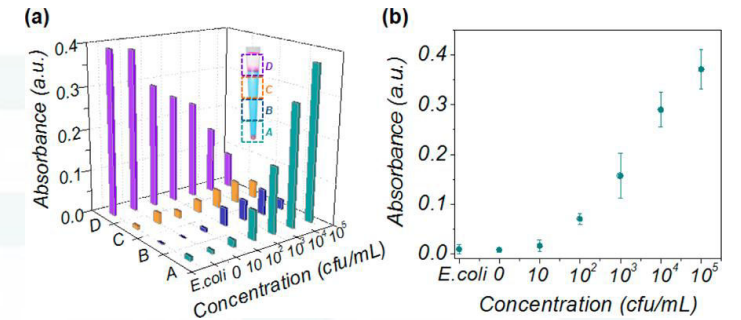 (a)
0.4
0.3
0.2
0.1
0.0
Absorbance (a.u.)
D
C
B
A
D
C
B
A
E.coli 0 10 10² 10³ 10⁴ 10⁵
Concentration (cfu/mL)
(b)
0.4
0.3
0.2
0.1
0.0
Absorbance (a.u.)
E.coli 0 10 10² 10³ 10⁴ 10⁵
Concentration (cfu/mL)